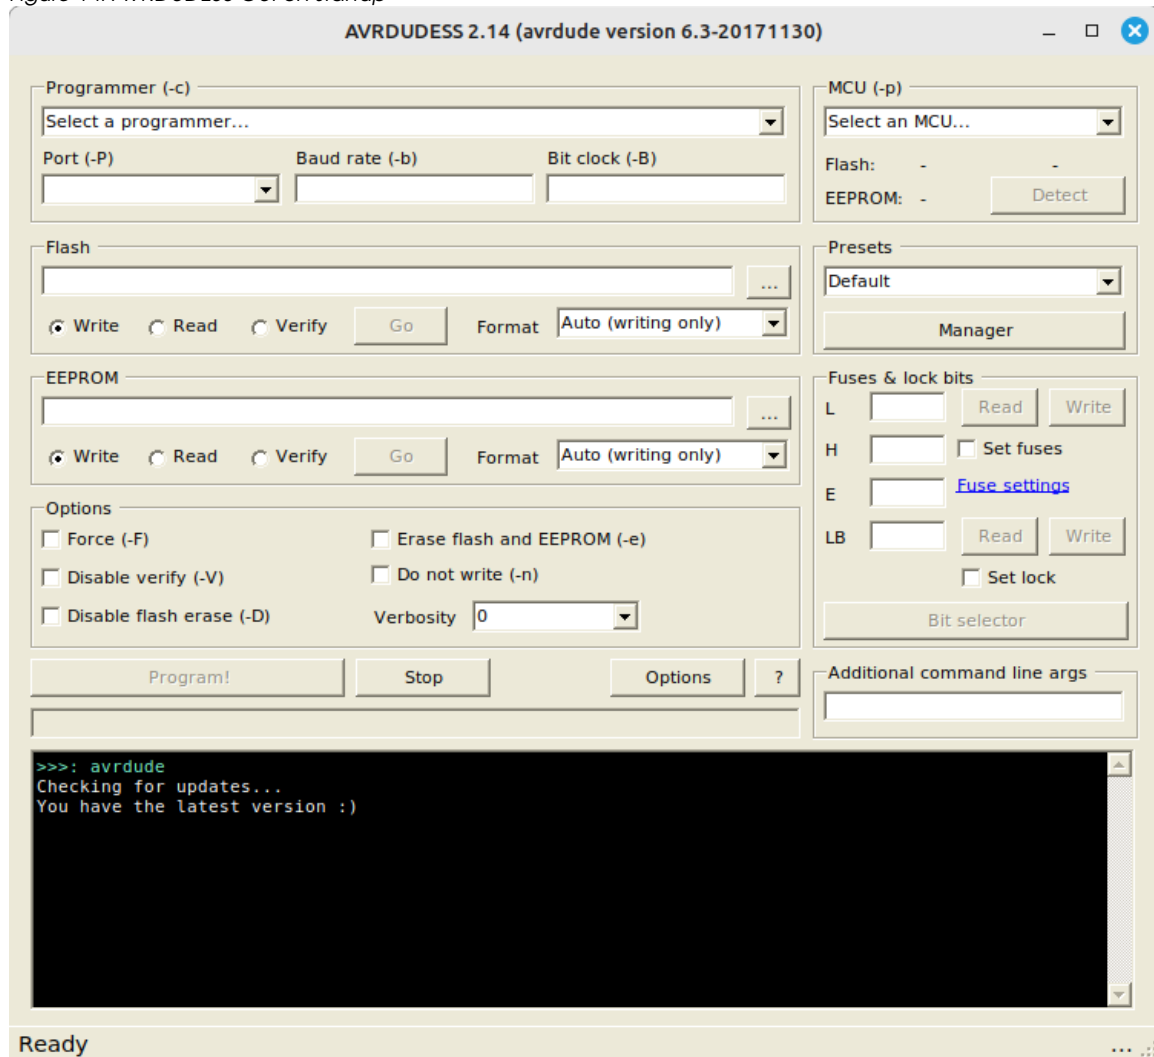 AVRDUDESS 2.14 (avrdude version 6.3-20171130)
Programmer (-c)
Select a programmer...
Port (-P) Baud rate (-b) Bit clock (-B)
MCU (-p)
Select an MCU...
Flash: - -
EEPROM: - Detect
Flash
...
Write Read Verify Go Format Auto (writing only)
Presets
Default
Manager
EEPROM
...
Write Read Verify Go Format Auto (writing only)
Fuses & lock bits
L Read Write
H Set fuses
E Fuse settings
LB Read Write
Set lock
Bit selector
Options
Force (-F) Erase flash and EEPROM (-e)
Disable verify (-V) Do not write (-n)
Disable flash erase (-D) Verbosity 0
Program! Stop Options ?
Additional command line args
>>>: avrdude
Checking for updates...
You have the latest version :)
Ready ...